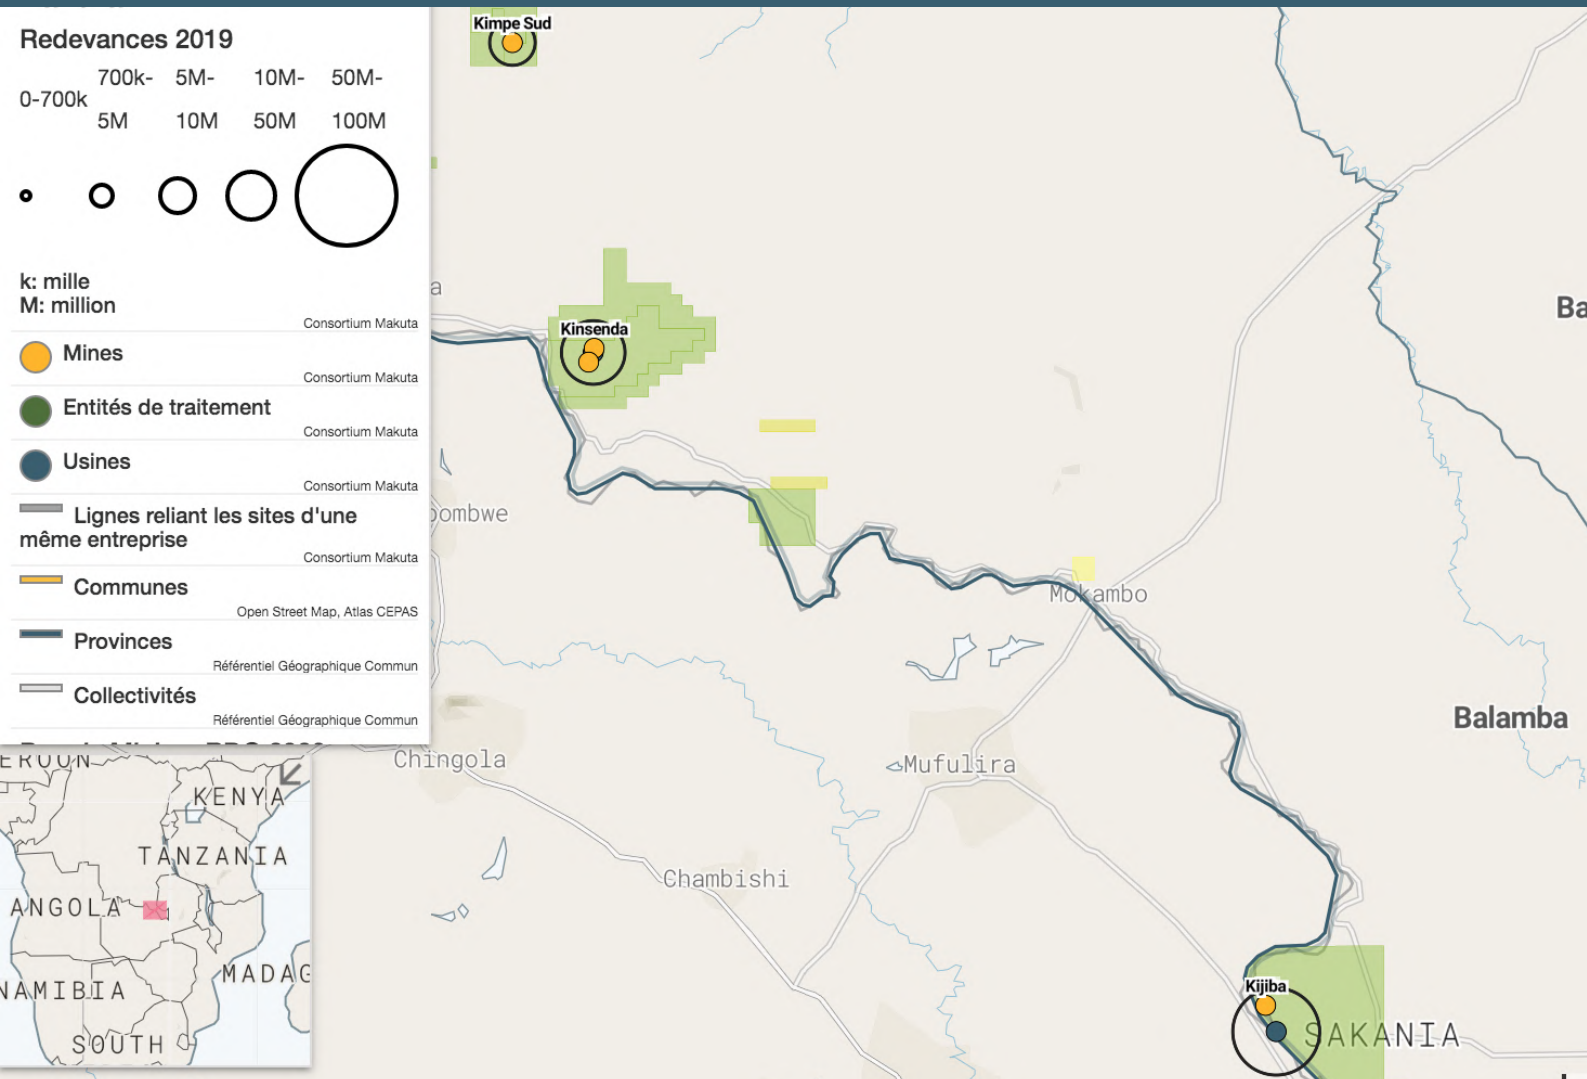 Redevances 2019
0-700k
700k-
5M
5M-
10M
10M-
50M
50M-
100M
k: mille
M: million
Consortium Makuta
Mines
Consortium Makuta
Entités de traitement
Consortium Makuta
Usines
Consortium Makuta
Lignes reliant les sites d'une
même entreprise
Consortium Makuta
Communes
Open Street Map, Atlas CEPAS
Provinces
Référentiel Géographique Commun
Collectivités
Référentiel Géographique Commun
Kimpe Sud
Kinsenda
Ba
ombwe
Mokambo
Balamba
Chingola
Mufulira
Chambishi
Kijiba
SAKANIA
KENYA
TANZANIA
ANGOLA
MADAG
NAMIBIA
SOUTH